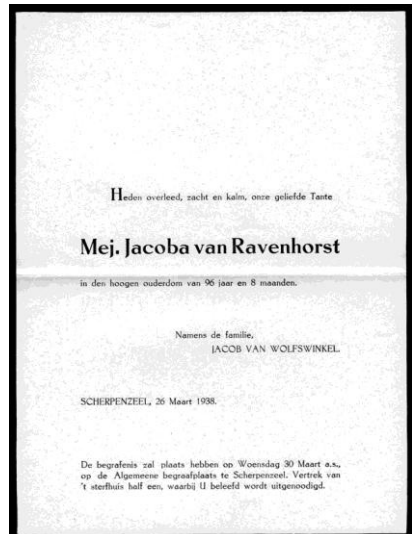 Heden overleed, zacht en kalm, onze geliefde Tante
Mej. Jacoba van Ravenhorst
in den hoogen ouderdom van 96 jaar en 8 maanden.
Namens de familie,
JACOB VAN WOLFSWINKEL.
SCHERPENZEEL, 26 Maart 1938.
De begrafenis zal plaats hebben op Woensdag 30 Maart a.s.,
op de Algemeene begraafplaats te Scherpenzeel. Vertrek van
't sterfhuis half een, waarbij U beleefd wordt uitgenoodigd.